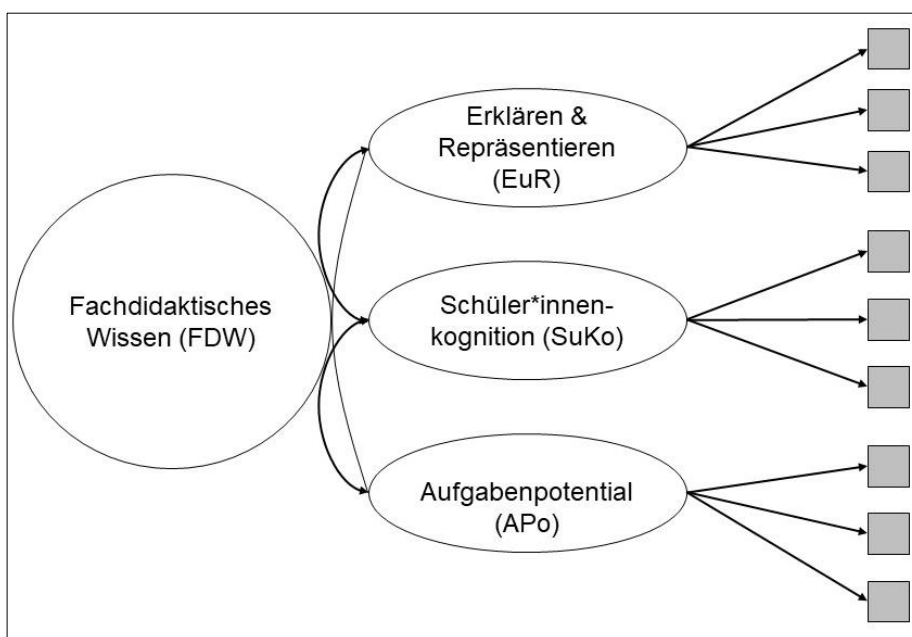 Erklären &
Repräsentieren
(EuR)
Fachdidaktisches
Wissen (FDW)
Schüler*innen-
kognition (SuKo)
Aufgabenpotential
(APo)